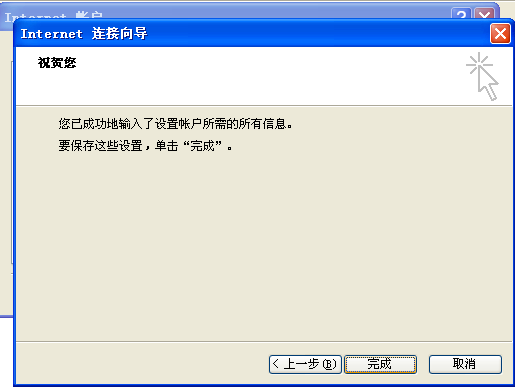 Internet 帐户
Internet 连接向导
祝贺您
您已成功地输入了设置帐户所需的所有信息。
要保存这些设置，单击“完成”。
< 上一步(B)
完成
取消